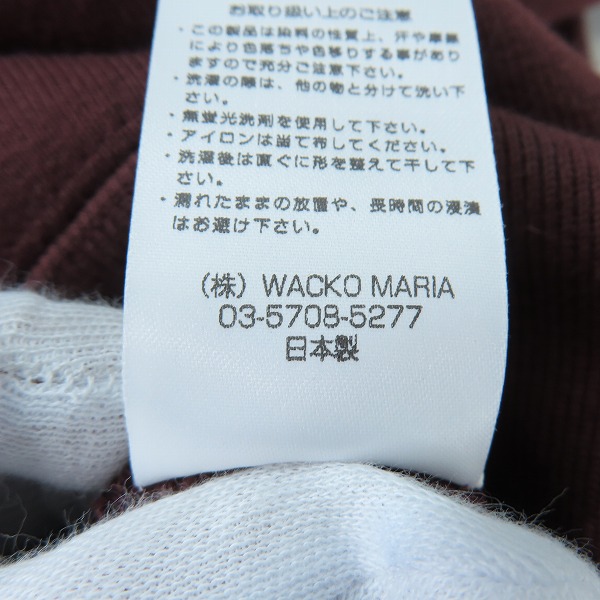 お取り扱い上のご注意
・この製品は染料の性質上、汗や摩擦
により色落ちや色移りする事があり
ますので充分ご注意下さい。
・洗濯の際は、他の物と分けて洗い下
さい。
・無蛍光洗剤を使用して下さい。
・アイロンは当て布してください。
・洗濯後は直ぐに形を整えて干して下
さい。
・濡れたままの放置や、長時間の浸漬
はお避け下さい。
(株) WACKO MARIA
03-5708-5277
日本製